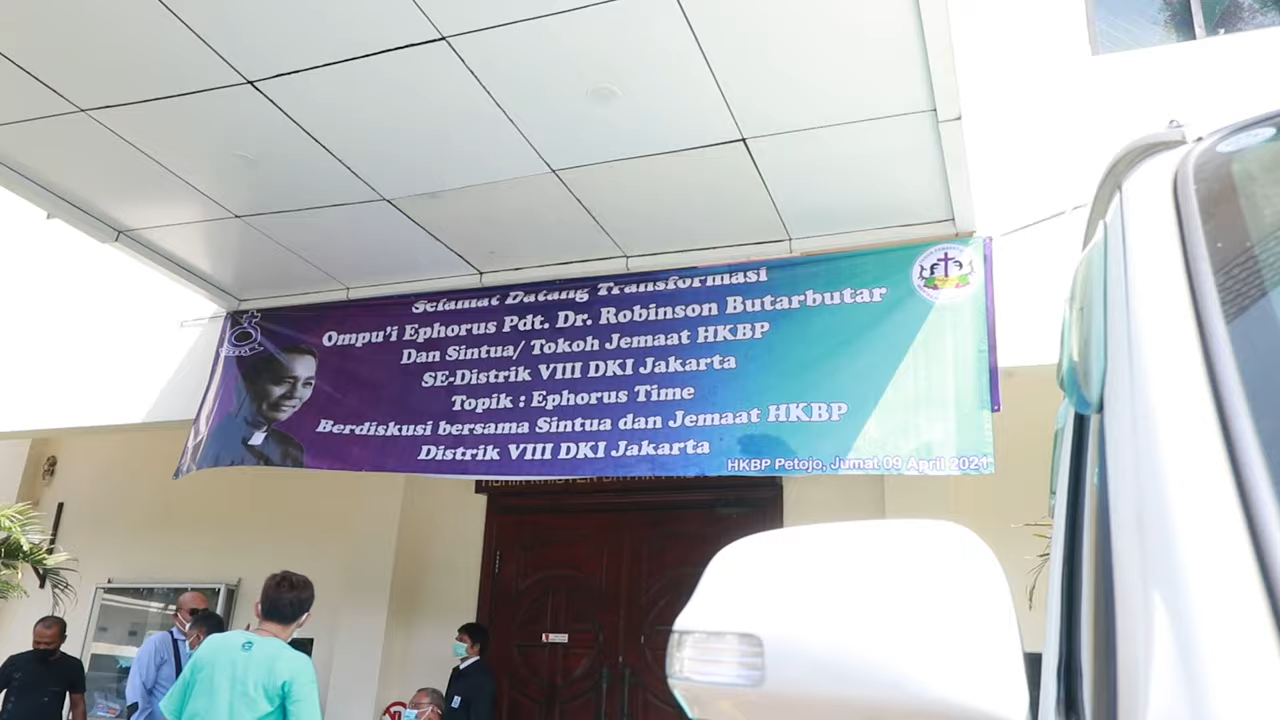 Selamat Datang Transformasi
Ompu'i Ephorus Pdt. Dr. Robinson Butarbutar
Dan Sintua/ Tokoh Jemaat HKBP
SE-Distrik VIII DKI Jakarta
Topik : Ephorus Time
Berdiskusi bersama Sintua dan Jemaat HKBP
Distrik VIII DKI Jakarta
HKBP Petojo, Jumat 09 April 2021